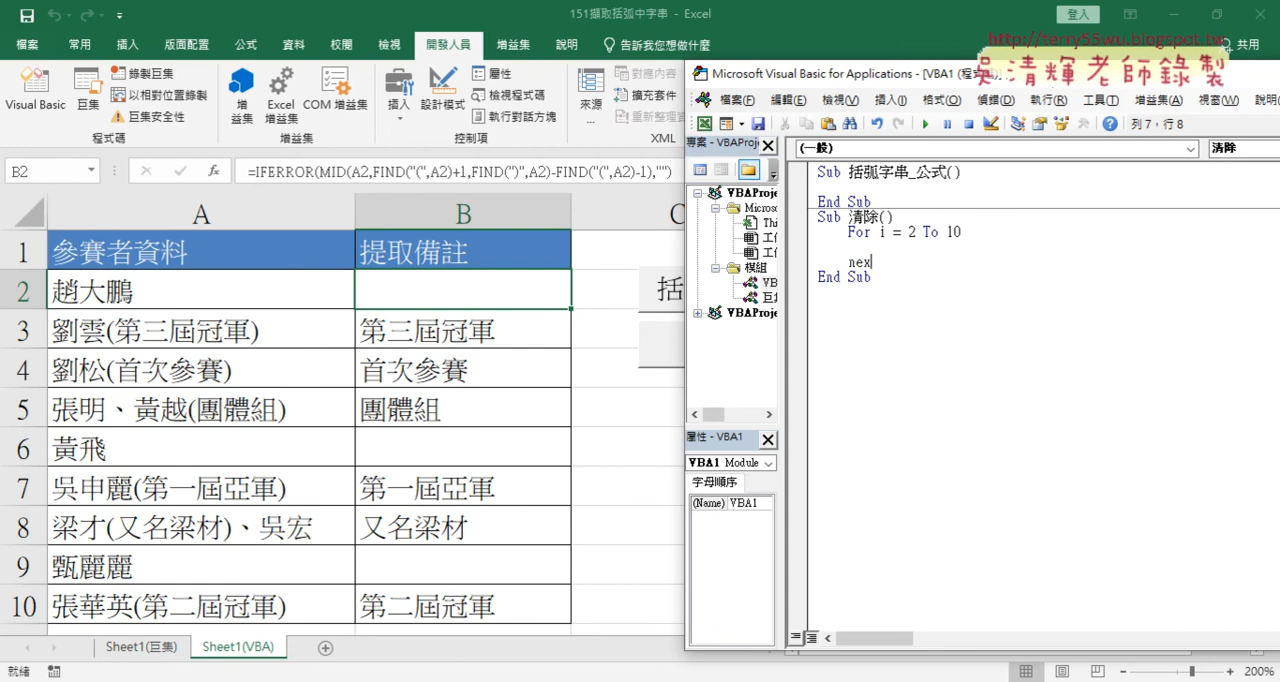 151擷取括弧中字串 - Excel
登入
檔案 常用 插入 版面配置 公式 資料 校閱 檢視 開發人員 增益集 說明 告訴我您想做什麼 共用
http://terry55wu.blogspot.tw
吳清輝老師錄製
Visual Basic 巨集 錄製巨集 以相對位置錄製 巨集安全性
增益集 Excel 增益集 COM 增益集
插入 設計模式 屬性 檢視程式碼 執行對話方塊
來源 對應內容 擴充套件 重新整理
程式碼 增益集 控制項 XML
B2 fx =IFERROR(MID(A2,FIND("(",A2)+1,FIND(")",A2)-FIND("(",A2)-1),"")
A B C
1 參賽者資料 提取備註
2 趙大鵬
3 劉雲(第三屆冠軍) 第三屆冠軍
4 劉松(首次參賽) 首次參賽
5 張明、黃越(團體組) 團體組
6 黃飛
7 吳申麗(第一屆亞軍) 第一屆亞軍
8 梁才(又名梁材)、吳宏 又名梁材
9 甄麗麗
10 張華英(第二屆冠軍) 第二屆冠軍
括
Sheet1(巨集) Sheet1(VBA)
就緒
200%
Microsoft Visual Basic for Applications - [VBA1 (程式
檔案(F) 編輯(E) 檢視(V) 插入(I) 格式(O) 偵錯(D) 執行(R) 工具(T) 增益集(A) 視窗(W) 說明
列 7，行 8
專案 - VBAProj
VBAProje
Micros
Thi
工作
工作
模組
VB
巨集
VBAProje
屬性 - VBA1
VBA1 Module
字母順序
(Name) VBA1
(一般) 清除
Sub 括弧字串_公式()
End Sub
Sub 清除()
For i = 2 To 10
nex
End Sub